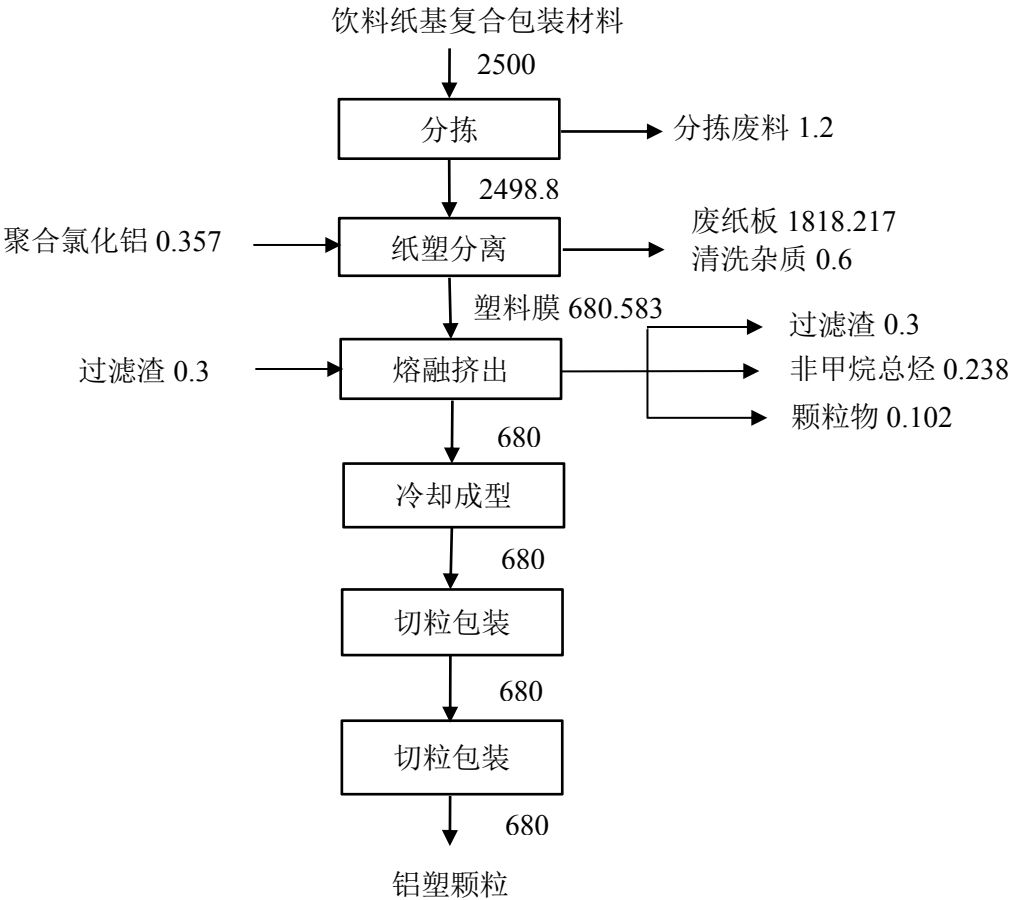 饮料纸基复合包装材料
2500
分拣
分拣废料 1.2
2498.8
聚合氯化铝 0.357
纸塑分离
废纸板 1818.217
清洗杂质 0.6
塑料膜 680.583
过滤渣 0.3
熔融挤出
过滤渣 0.3
非甲烷总烃 0.238
颗粒物 0.102
680
冷却成型
680
切粒包装
680
切粒包装
680
铝塑颗粒